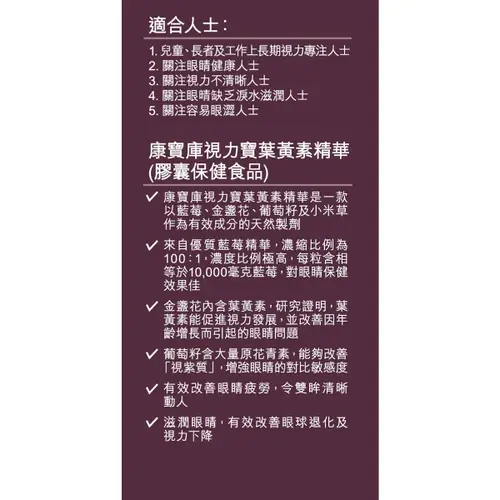 適合人士：
1. 兒童、長者及工作上長期視力專注人士
2. 關注眼睛健康人士
3. 關注視力不清晰人士
4. 關注眼睛缺乏淚水滋潤人士
5. 關注容易眼澀人士
康寶庫視力寶葉黃素精華
(膠囊保健食品)
✓ 康寶庫視力寶葉黃素精華是一款
以藍莓、金盞花、葡萄籽及小米草
作為有效成分的天然製劑
✓ 來自優質藍莓精華，濃縮比例為
100：1，濃度比例極高，每粒含相
等於10,000毫克藍莓，對眼睛保健
效果佳
✓ 金盞花內含葉黃素，研究證明，葉
黃素能促進視力發展，並改善因年
齡增長而引起的眼睛問題
✓ 葡萄籽含大量原花青素，能夠改善
「視紫質」，增強眼睛的對比敏感度
✓ 有效改善眼睛疲勞，令雙眸清晰
動人
✓ 滋潤眼睛，有效改善眼球退化及
視力下降